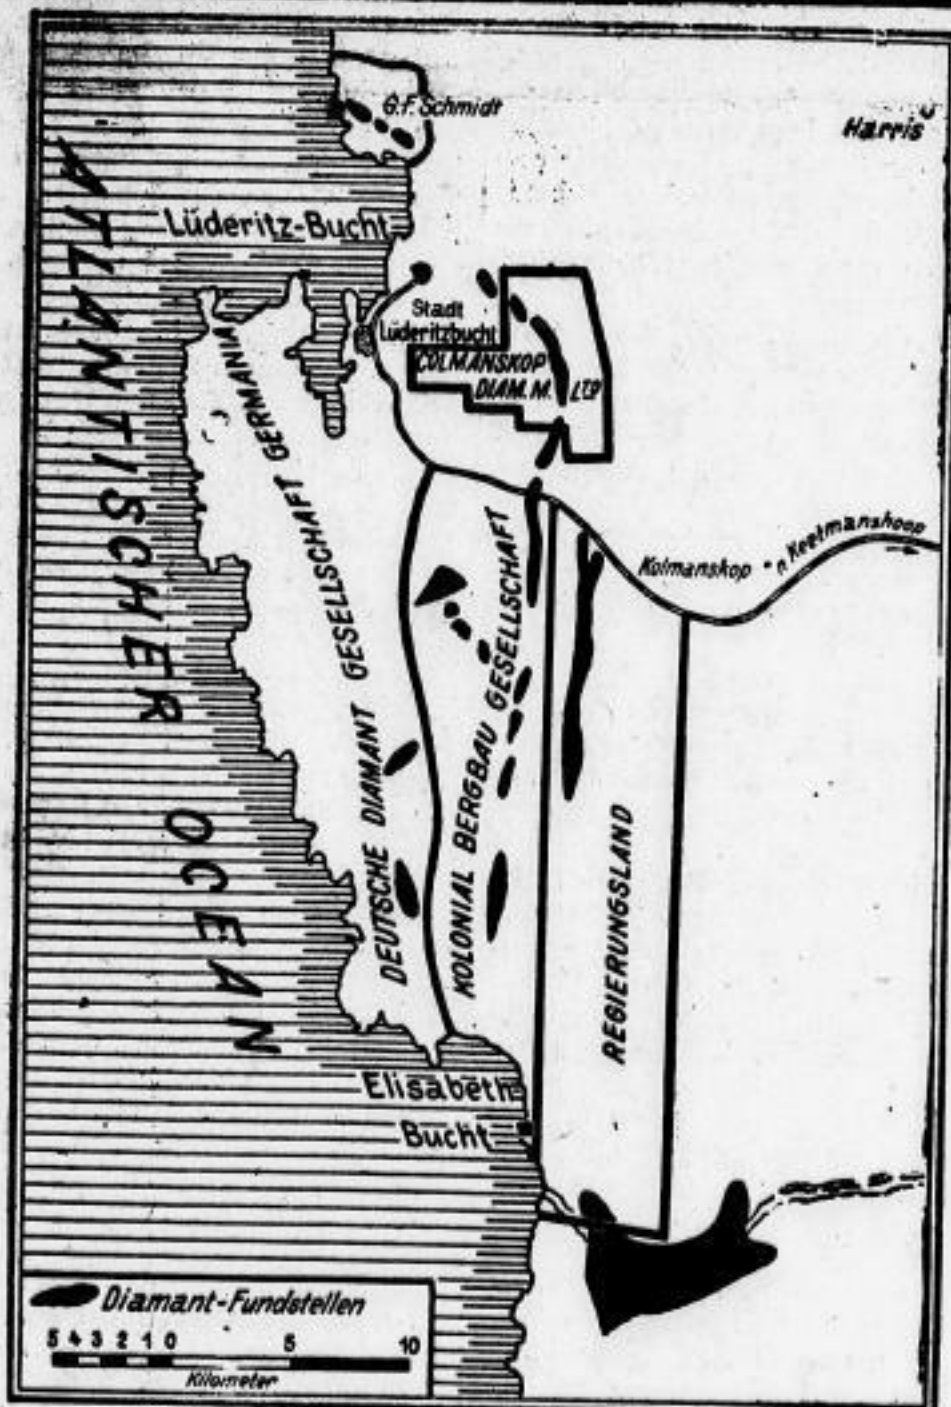 G.F. Schmidt
Harris
Lüderitz-Bucht
Stadt
Lüderitzbucht
COLMANSKOP
DIAM. M. LTD
ATLANTISCHER OCEAN
DEUTSCHE DIAMANT GESELLSCHAFT GERMANIA
KOLONIAL BERGBAU GESELLSCHAFT
Kolmanskop
n. Keetmanshoop
REGIERUNGSLAND
Elisabeth
Bucht
Diamant-Fundstellen
5 4 3 2 1 0 5 10
Kilometer